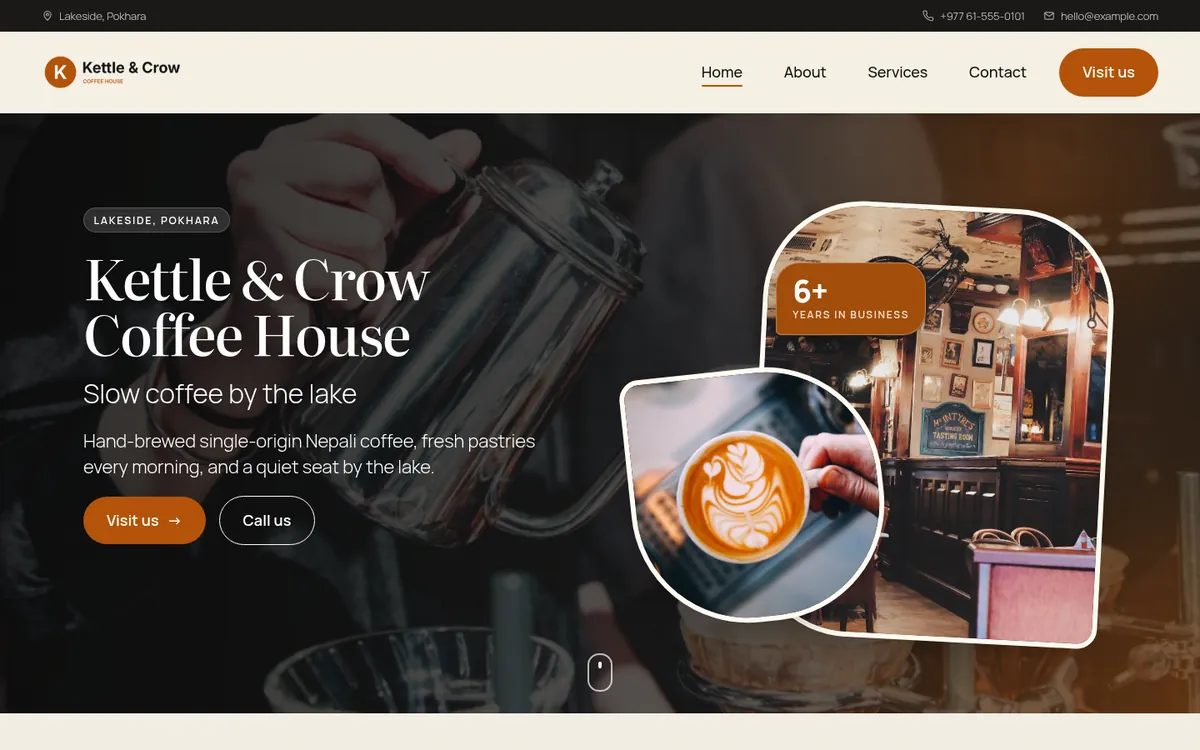 Lakeside, Pokhara
+977 61-555-0101
hello@example.com
K
Kettle & Crow
COFFEE HOUSE
Home
About
Services
Contact
Visit us
LAKESIDE, POKHARA
Kettle & Crow
Coffee House
Slow coffee by the lake
Hand-brewed single-origin Nepali coffee, fresh pastries
every morning, and a quiet seat by the lake.
Visit us →
Call us
6+
YEARS IN BUSINESS
McINTYRE'S
TASTING ROOM